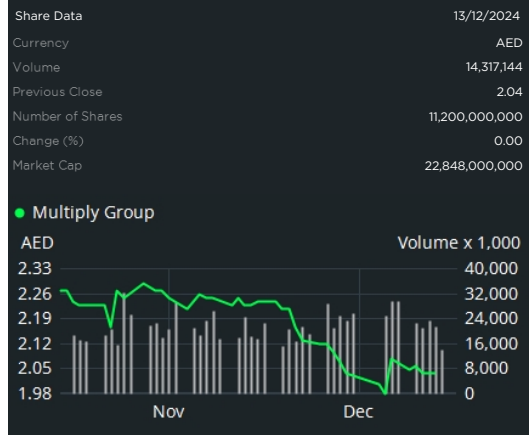 Share Data 13/12/2024
Currency AED
Volume 14,317,144
Previous Close 2.04
Number of Shares 11,200,000,000
Change (%) 0.00
Market Cap 22,848,000,000
Multiply Group
AED Volume x 1,000
2.33 40,000
2.26 32,000
2.19 24,000
2.12 16,000
2.05 8,000
1.98 0
Nov Dec